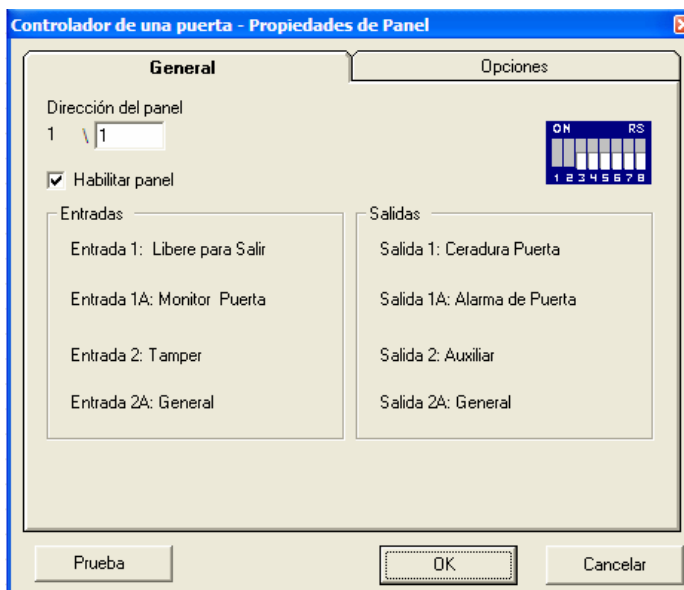 Controlador de una puerta - Propiedades de Panel
General
Opciones
Dirección del panel
1 \ 1
ON RS
1 2 3 4 5 6 7 8
Habilitar panel
Entradas
Entrada 1: Libere para Salir
Entrada 1A: Monitor Puerta
Entrada 2: Tamper
Entrada 2A: General
Salidas
Salida 1: Ceradura Puerta
Salida 1A: Alarma de Puerta
Salida 2: Auxiliar
Salida 2A: General
Prueba
OK
Cancelar